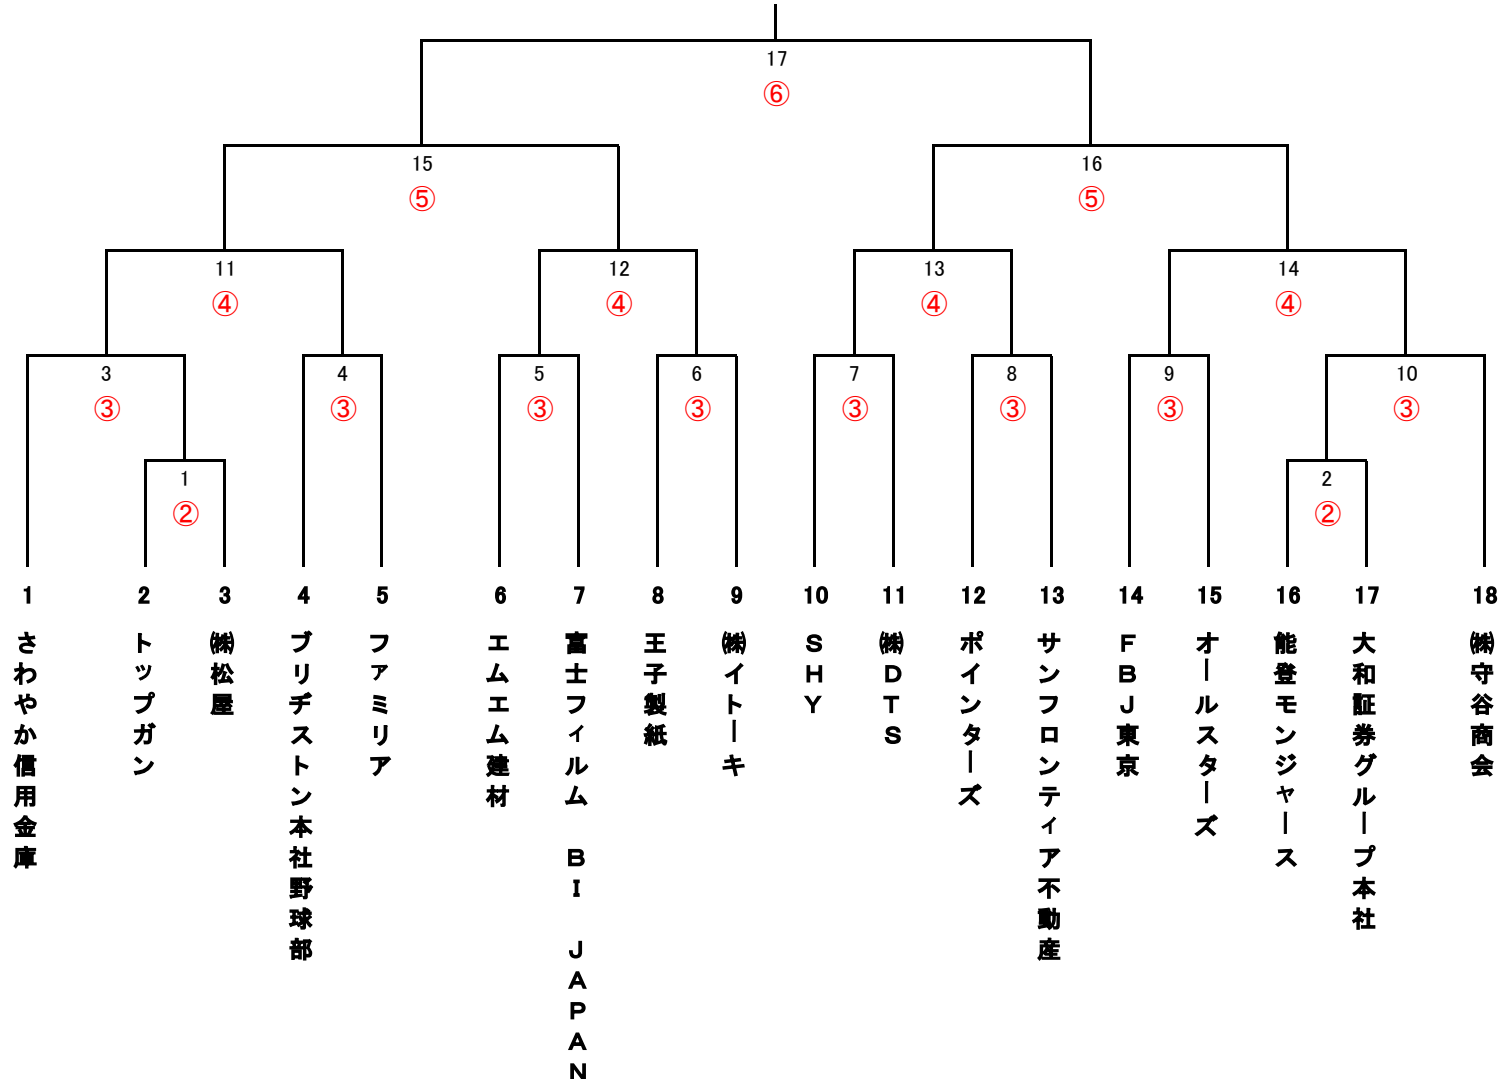 17
⑥
15 16
⑤ ⑤
11 12 13 14
④ ④ ④ ④
3 4 5 6 7 8 9 10
③ ③ ③ ③ ③ ③ ③ ③
1 2
② ②
1 2 3 4 5 6 7 8 9 10 11 12 13 14 15 16 17 18
さわやか信用金庫
トップガン
㈱松屋
ブリヂストン本社野球部
ファミリア
エムエム建材
富士フィルム BI JAPAN
王子製紙
㈱イトーキ
SHY
㈱DTS
ポインターズ
サンフロンティア不動産
FBJ東京
オールスターズ
能登モンジャース
大和証券グループ本社
㈱守谷商会